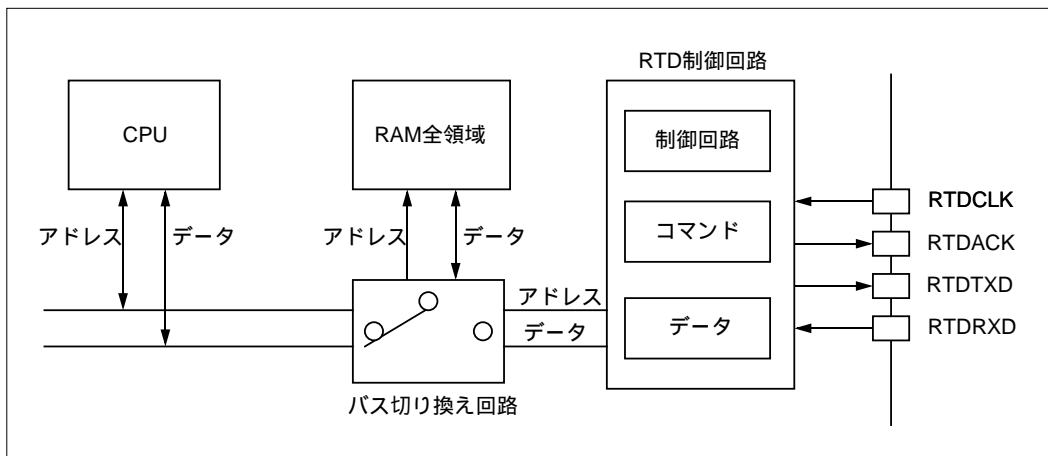 RTD制御回路
CPU
RAM全領域
制御回路
コマンド
データ
アドレス
データ
アドレス
データ
アドレス
データ
バス切り換え回路
RTDCLK
RTDACK
RTDTXD
RTDRXD